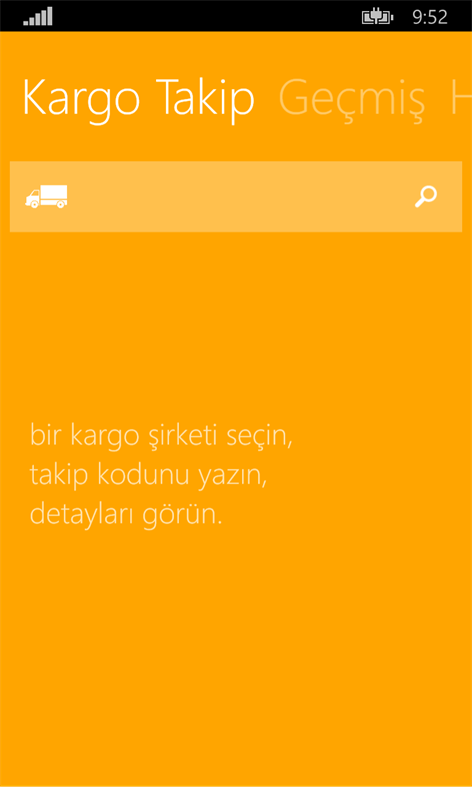 9:52
Kargo Takip Geçmiş H
bir kargo şirketi seçin,
takip kodunu yazın,
detayları görün.